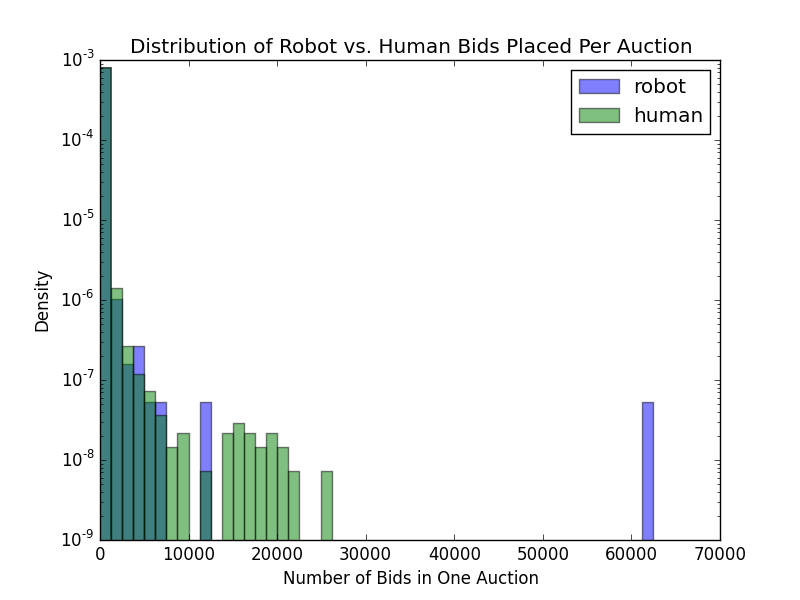 Distribution of Robot vs. Human Bids Placed Per Auction
robot
human
10^-3
10^-4
10^-5
10^-6
10^-7
10^-8
10^-9
Density
0 10000 20000 30000 40000 50000 60000 70000
Number of Bids in One Auction